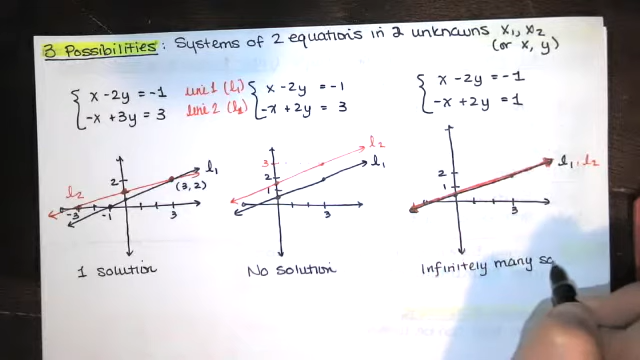 3 Possibilities: Systems of 2 equations in 2 unknowns x₁, x₂
(or x, y)
x - 2y = -1
-x + 3y = 3
line 1 (l₁)
line 2 (l₂)
x - 2y = -1
-x + 2y = 3
x - 2y = -1
-x + 2y = 1
l₂
2
l₁
(3, 2)
-3
-1
3
1 solution
l₂
3
2
1
l₁
3
No solution
2
1
l₁, l₂
3
Infinitely many so